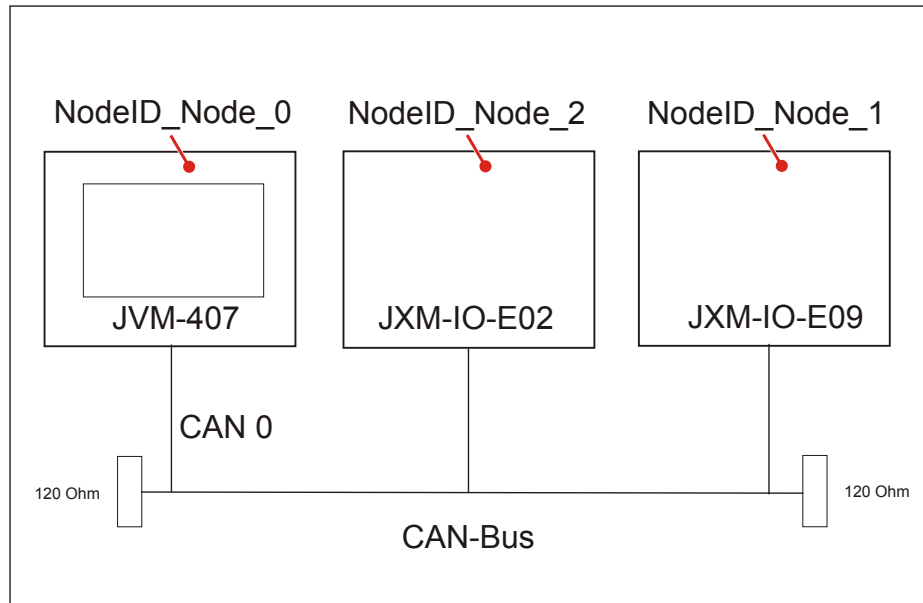 NodeID_Node_0
NodeID_Node_2
NodeID_Node_1
JVM-407
JXM-IO-E02
JXM-IO-E09
CAN 0
120 Ohm
120 Ohm
CAN-Bus